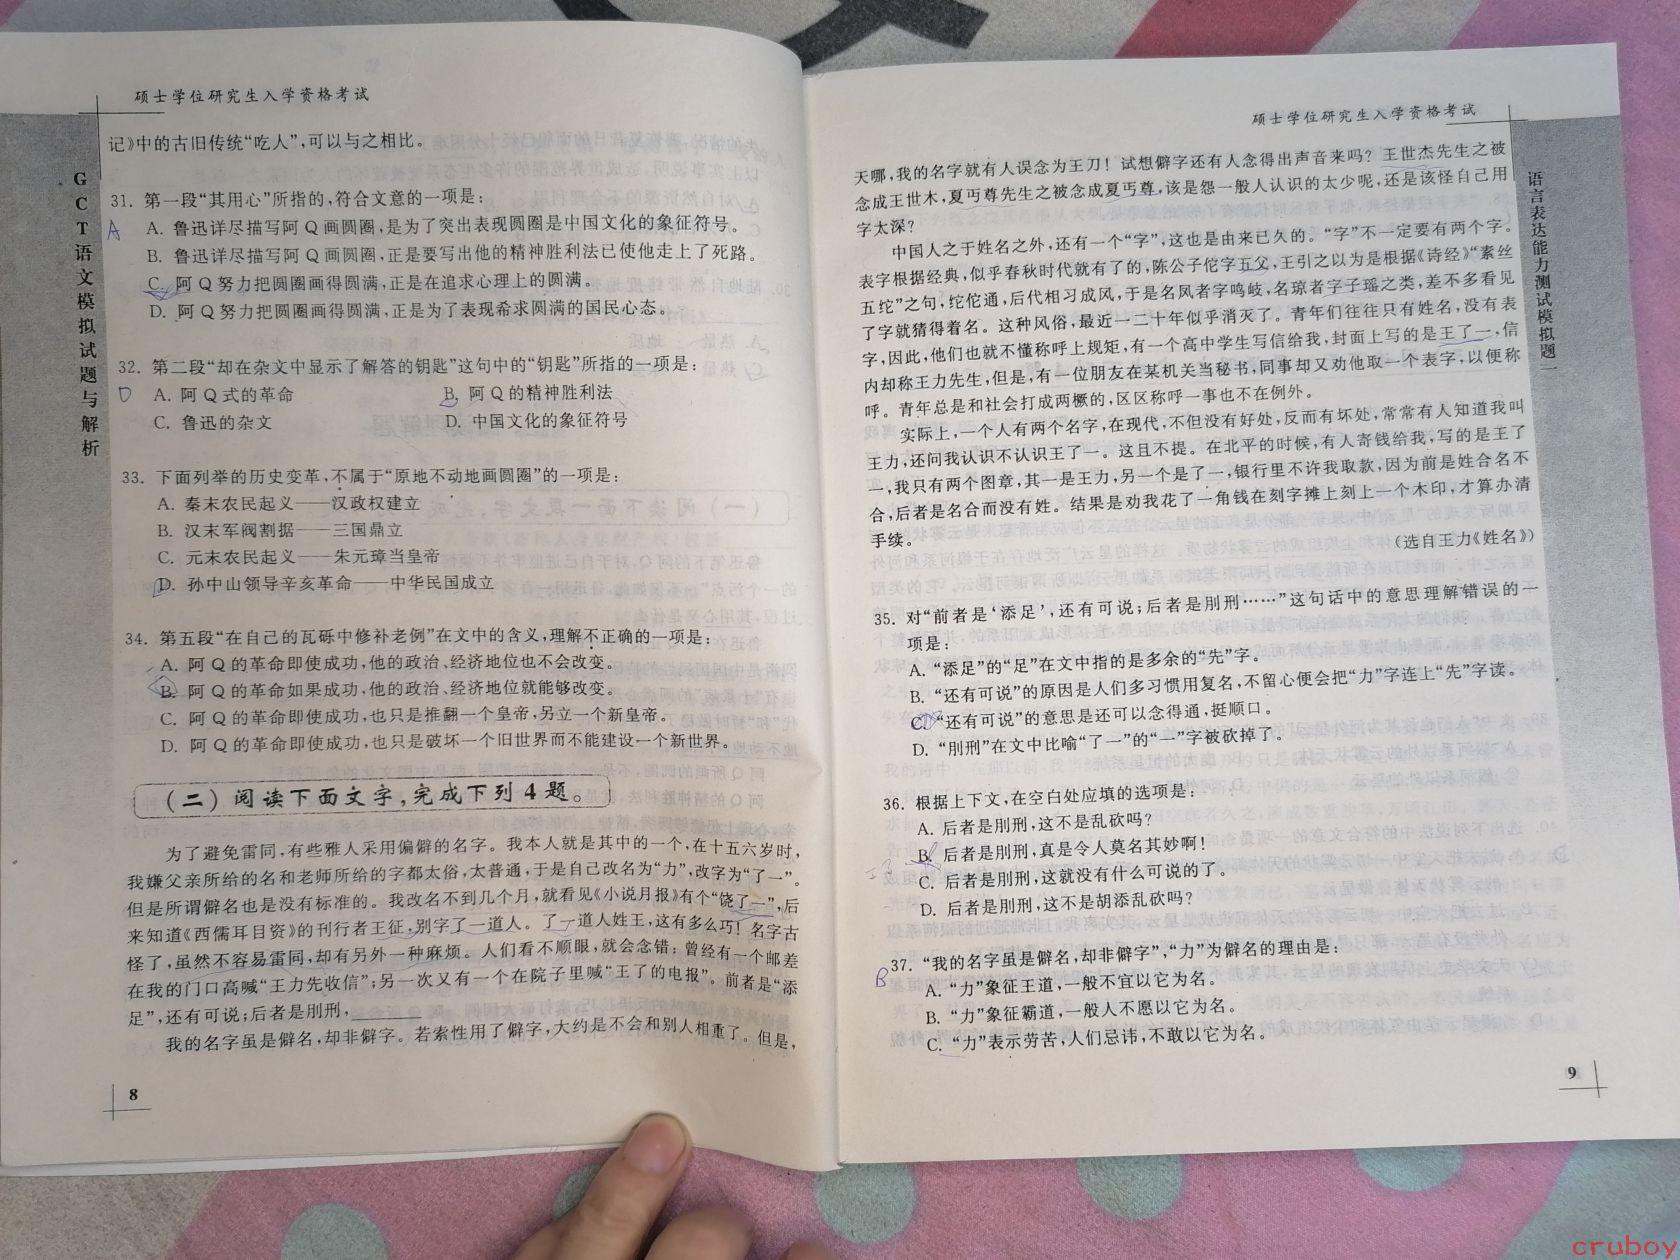 硕士学位研究生入学资格考试
GCT语文模拟试题与解析
记》中的古旧传统“吃人”，可以与之相比。
31. 第一段“其用心”所指的，符合文意的一项是：
A
A. 鲁迅详尽描写阿Q画圆圈，是为了突出表现圆圈是中国文化的象征符号。
B. 鲁迅详尽描写阿Q画圆圈，正是要写出他的精神胜利法已使他走上了死路。
C. 阿Q努力把圆圈画得圆满，正是在追求心理上的圆满。
D. 阿Q努力把圆圈画得圆满，正是为了表现希求圆满的国民心态。
32. 第二段“却在杂文中显示了解答的钥匙”这句中的“钥匙”所指的一项是：
D
A. 阿Q式的革命 B. 阿Q的精神胜利法
C. 鲁迅的杂文 D. 中国文化的象征符号
33. 下面列举的历史变革，不属于“原地不动地画圆圈”的一项是：
A. 秦末农民起义——汉政权建立
B. 汉末军阀割据——三国鼎立
C. 元末农民起义——朱元璋当皇帝
D. 孙中山领导辛亥革命——中华民国成立
34. 第五段“在自己的瓦砾中修补老例”在文中的含义，理解不正确的一项是：
A. 阿Q的革命即使成功，他的政治、经济地位也不会改变。
B. 阿Q的革命如果成功，他的政治、经济地位就能够改变。
C. 阿Q的革命即使成功，也只是推翻一个皇帝，另立一个新皇帝。
D. 阿Q的革命即使成功，也只是破坏一个旧世界而不能建设一个新世界。
（二）阅读下面文字，完成下列4题。
为了避免雷同，有些雅人采用偏僻的名字。我本人就是其中的一个，在十五六岁时，
我嫌父亲所给的名和老师所给的字都太俗，太普通，于是自己改名为“力”，改字为“了一”。
但是所谓僻名也是没有标准的。我改名不到几个月，就看见《小说月报》有个“饶了一”，后
来知道《西儒耳目资》的刊行者王征，别字了一道人。了一道人姓王，这有多么巧！名字古
怪了，虽然不容易雷同，却有另外一种麻烦。人们看不顺眼，就会念错；曾经有一个邮差
在我的门口高喊“王力先收信”；另一次又有一个在院子里喊“王了的电报”。前者是“添
足”，还有可说；后者是刖刑，________
我的名字虽是僻名，却非僻字。若索性用了僻字，大约是不会和别人相重了。但是，
8
硕士学位研究生入学资格考试
语言表达能力测试模拟题一
天哪，我的名字就有人误念为王刀！试想僻字还有人念得出声音来吗？王世杰先生之被
念成王世木，夏丏尊先生之被念成夏丐尊，该是怨一般人认识的太少呢，还是该怪自己用
字太深？
中国人之于姓名之外，还有一个“字”，这也是由来已久的。“字”不一定要有两个字。
表字根据经典，似乎春秋时代就有了的，陈公子佗字五父，王引之以为是根据《诗经》“素丝
五紽”之句，紽佗通，后代相习成风，于是名凤者字鸣岐，名琼者字子瑶之类，差不多看见
了字就猜得着名。这种风俗，最近一二十年似乎消灭了。青年们往往只有姓名，没有表
字，因此，他们也就不懂称呼上规矩，有一个高中学生写信给我，封面上写的是王了一，信
内却称王力先生，但是，有一位朋友在某机关当秘书，同事却又劝他取一个表字，以便称
呼。青年总是和社会打成两橛的，区区称呼一事也不在例外。
实际上，一个人有两个名字，在现代，不但没有好处，反而有坏处，常常有人知道我叫
王力，还问我认识不认识王了一。这且不提。在北平的时候，有人寄钱给我，写的是王了
一，我只有两个图章，其一是王力，另一个是了一，银行里不许我取款，因为前是姓合名不
合，后者是名合而没有姓。结果是劝我花了一角钱在刻字摊上刻上一个木印，才算办清
手续。
（选自王力《姓名》）
35. 对“前者是‘添足’，还有可说；后者是刖刑……”这句话中的意思理解错误的一
项是：
A. “添足”的“足”在文中指的是多余的“先”字。
B. “还有可说”的原因是人们多习惯用复名，不留心便会把“力”字连上“先”字读。
C. “还有可说”的意思是还可以念得通，挺顺口。
D. “刖刑”在文中比喻“了一”的“一”字被砍掉了。
36. 根据上下文，在空白处应填的选项是：
A. 后者是刖刑，这不是乱砍吗？
B. 后者是刖刑，真是令人莫名其妙啊！
C. 后者是刖刑，这就没有什么可说的了。
D. 后者是刖刑，这不是胡添乱砍吗？
37. “我的名字虽是僻名，却非僻字”，“力”为僻名的理由是：
B
A. “力”象征王道，一般不宜以它为名。
B. “力”象征霸道，一般人不愿以它为名。
C. “力”表示劳苦，人们忌讳，不敢以它为名。
9
cruboy